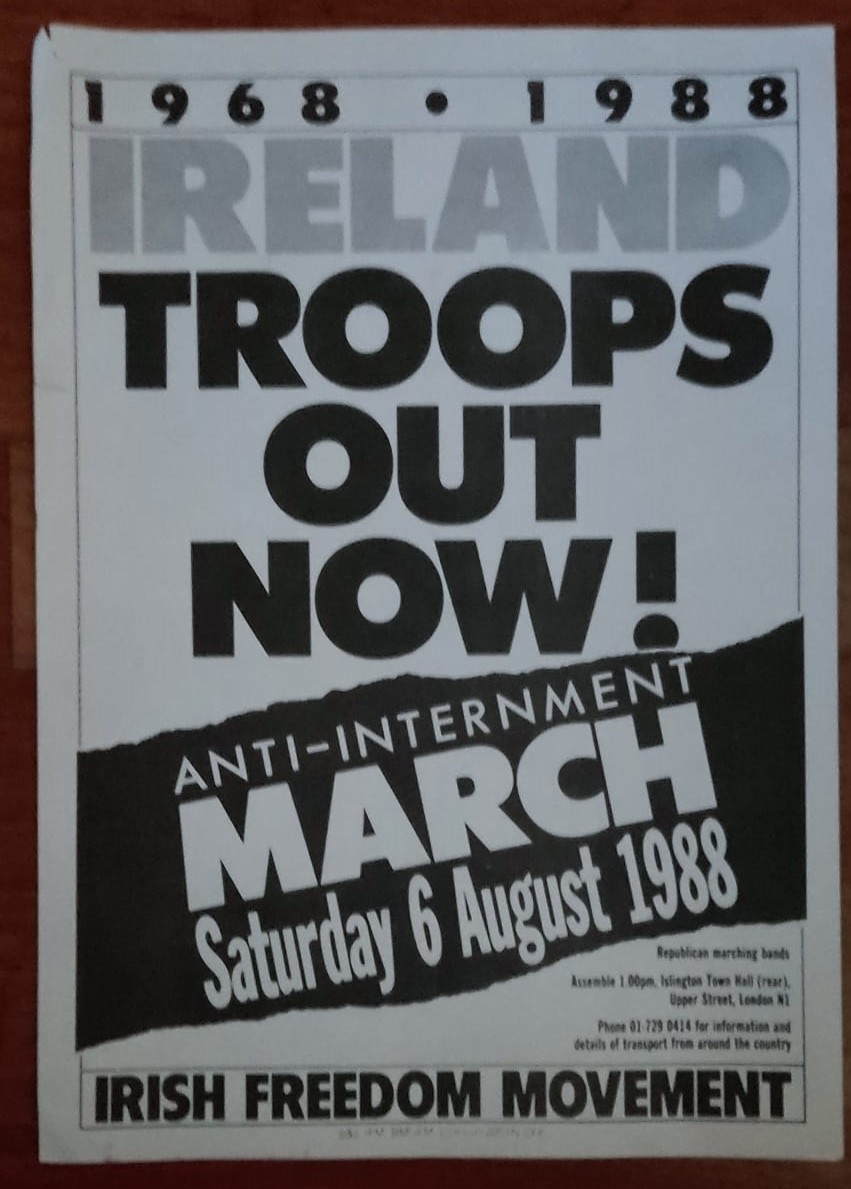 1968 • 1988
IRELAND
TROOPS
OUT
NOW!
ANTI-INTERNMENT
MARCH
Saturday 6 August 1988
Republican marching bands
Assemble 1.00pm, Islington Town Hall (rear),
Upper Street, London N1
Phone 01-729 0414 for information and
details of transport from around the country
IRISH FREEDOM MOVEMENT